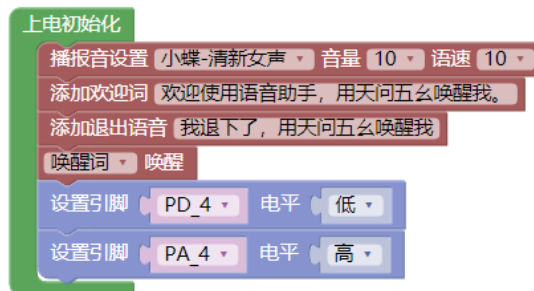 上电初始化
播报音设置 小蝶-清新女声 音量 10 语速 10
添加欢迎词 欢迎使用语音助手，用天问五幺唤醒我。
添加退出语音 我退下了，用天问五幺唤醒我
唤醒词 唤醒
设置引脚 PD_4 电平 低
设置引脚 PA_4 电平 高